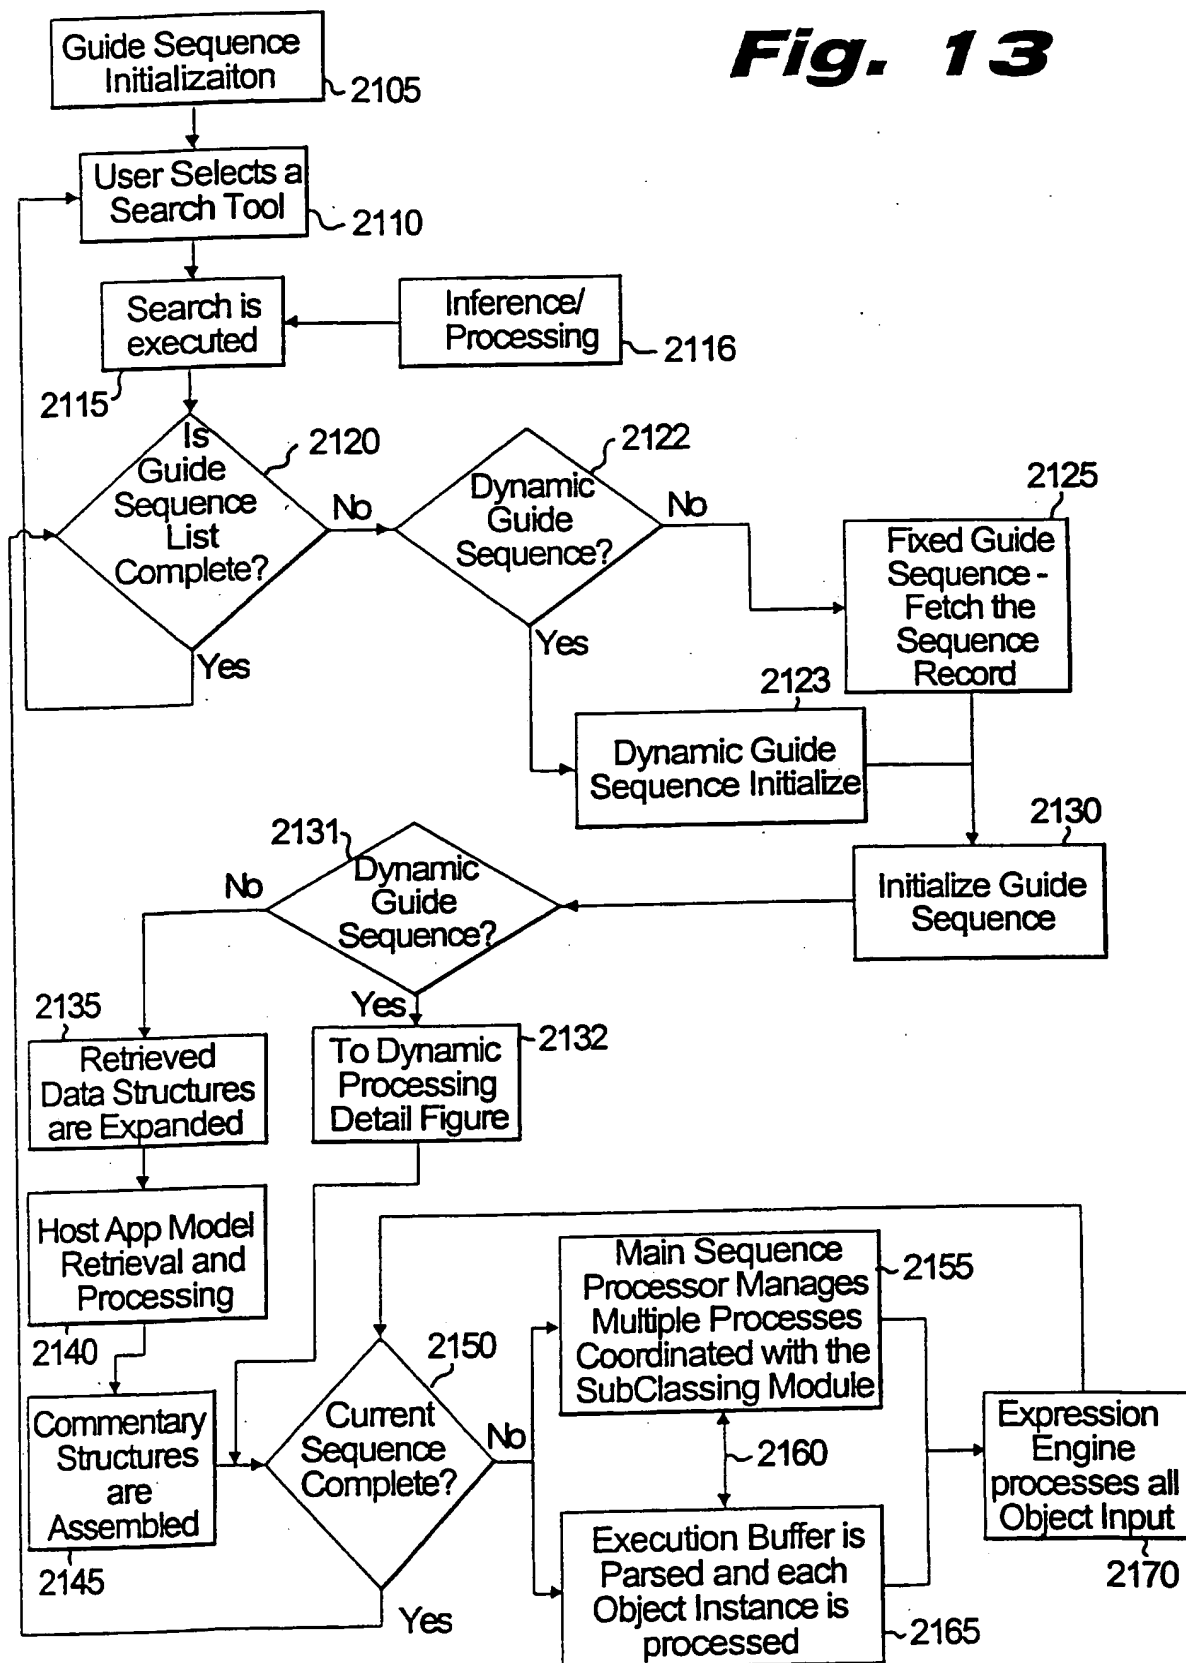 Fig. 13
Guide Sequence
Initializaiton
2105
User Selects a
Search Tool
2110
Search is
executed
2115
Inference/
Processing
2116
Is
Guide
Sequence
List
Complete?
2120
No
Yes
Dynamic
Guide
Sequence?
2122
No
Yes
2125
Fixed Guide
Sequence -
Fetch the
Sequence
Record
2123
Dynamic Guide
Sequence Initialize
2130
Initialize Guide
Sequence
2131
Dynamic
Guide
Sequence?
No
Yes
2135
Retrieved
Data Structures
are Expanded
2132
To Dynamic
Processing
Detail Figure
Host App Model
Retrieval and
Processing
2140
Commentary
Structures
are
Assembled
2145
2150
Current
Sequence
Complete?
No
Yes
Main Sequence
Processor Manages
Multiple Processes
Coordinated with the
SubClassing Module
2155
2160
Execution Buffer is
Parsed and each
Object Instance is
processed
2165
Expression
Engine
processes all
Object Input
2170